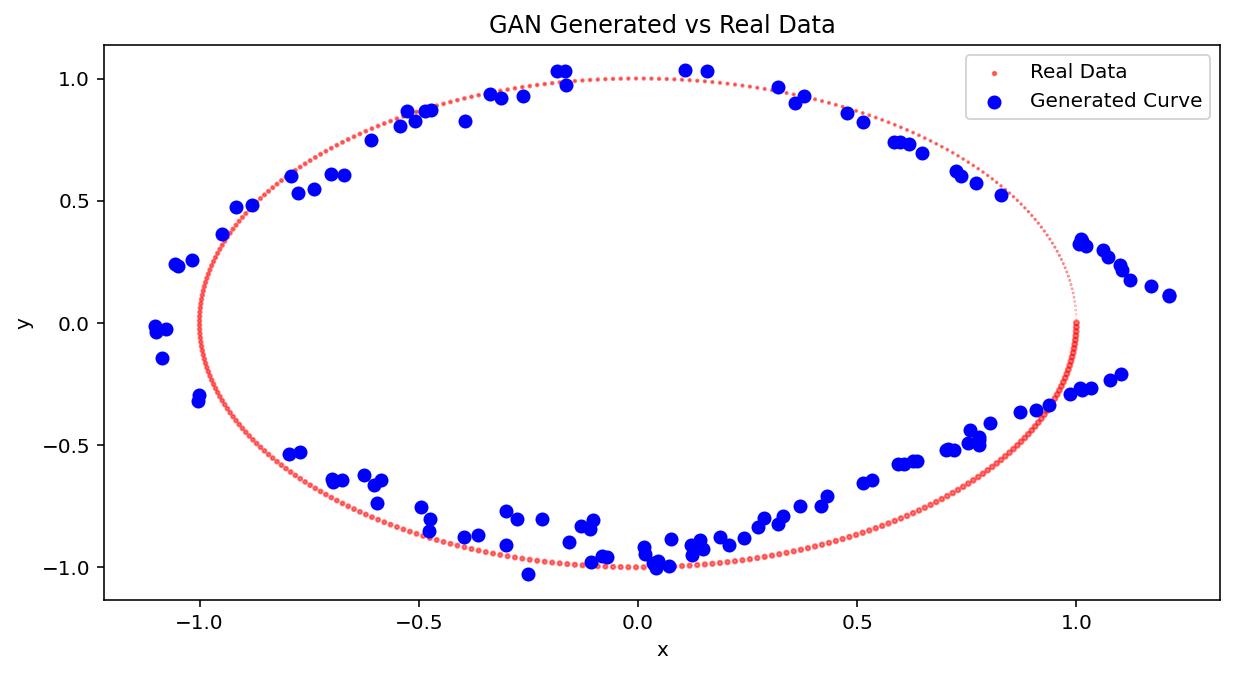 GAN Generated vs Real Data
Real Data
Generated Curve
1.0
0.5
0.0
−0.5
−1.0
y
−1.0 −0.5 0.0 0.5 1.0
x